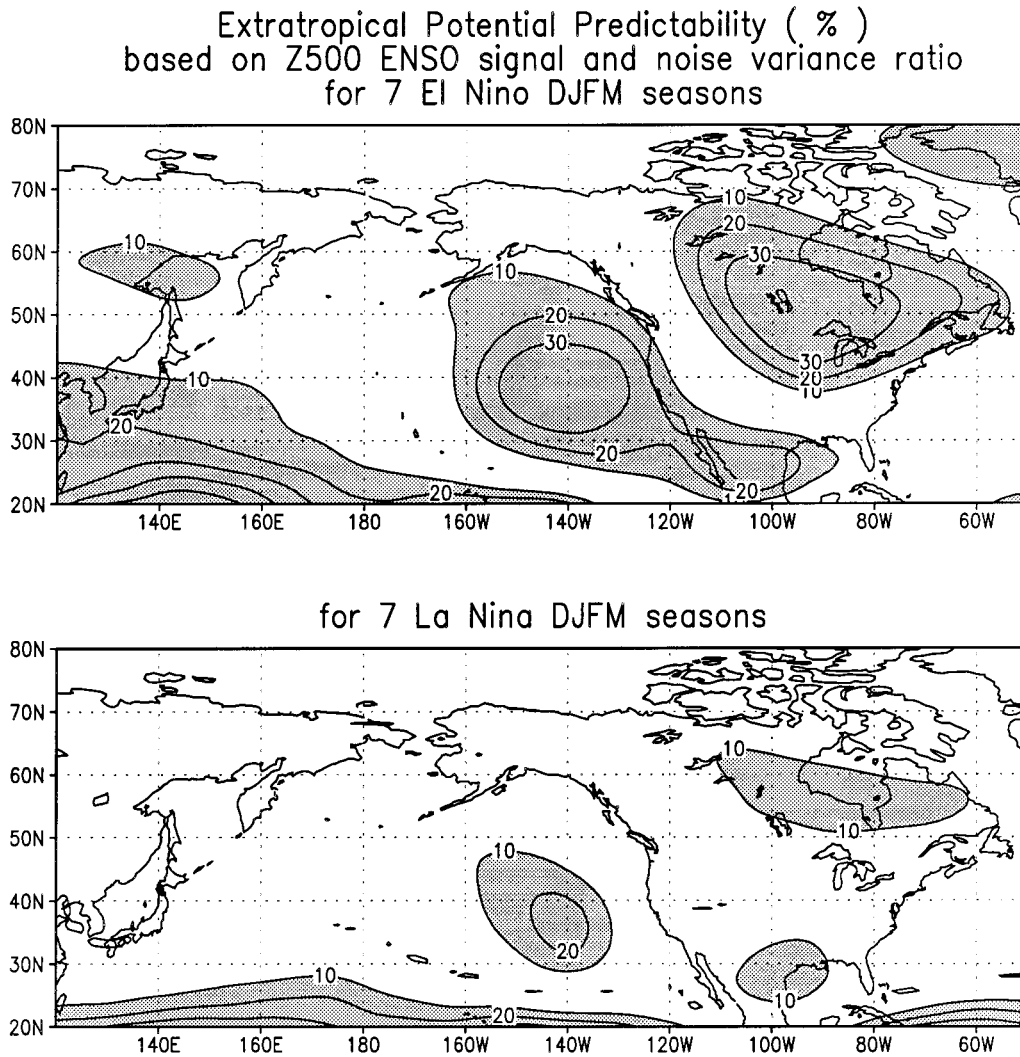 Extratropical Potential Predictability ( % )
based on Z500 ENSO signal and noise variance ratio
for 7 El Nino DJFM seasons
80N
70N
10
20
60N
10
30
10
50N
20
30
40N
10
30
20
10
30N
20
20
20
20
20N
140E 160E 180 160W 140W 120W 100W 80W 60W
for 7 La Nina DJFM seasons
80N
70N
10
60N
50N
10
10
40N
20
30N
10
10
20
20N
140E 160E 180 160W 140W 120W 100W 80W 60W